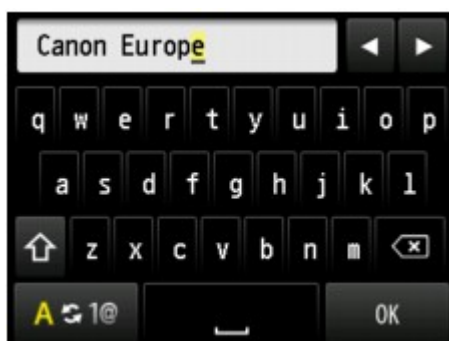 Canon Europe
q w e r t y u i o p
a s d f g h j k l
z x c v b n m
A 1@ OK